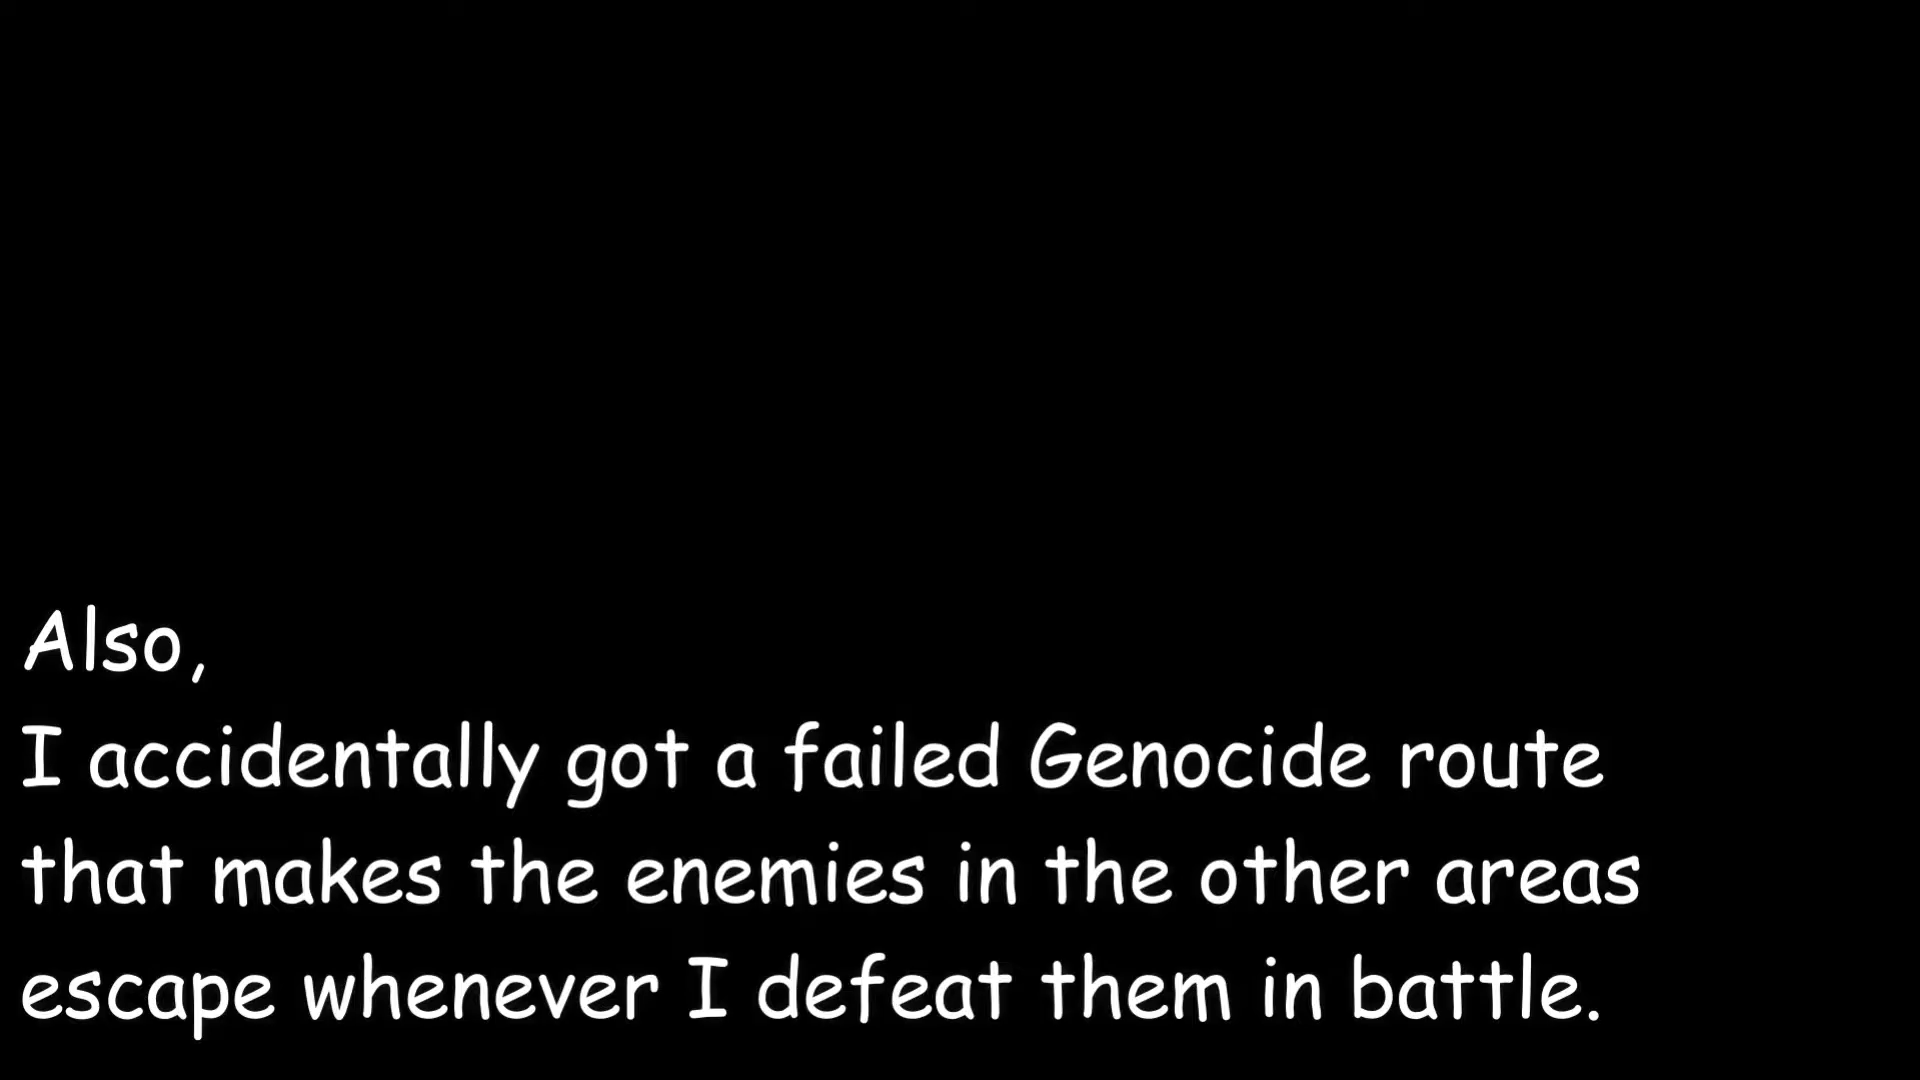 Also,
I accidentally got a failed Genocide route
that makes the enemies in the other areas
escape whenever I defeat them in battle.